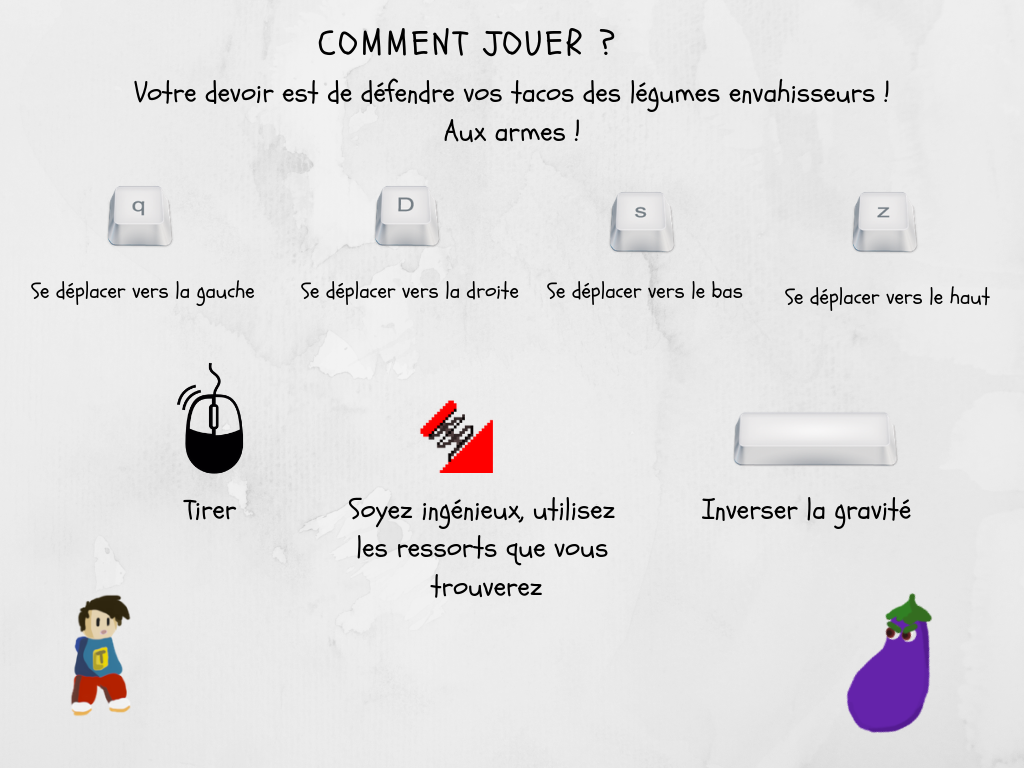 COMMENT JOUER ?
Votre devoir est de défendre vos tacos des légumes envahisseurs !
Aux armes !
q
D
s
z
Se déplacer vers la gauche
Se déplacer vers la droite
Se déplacer vers le bas
Se déplacer vers le haut
Tirer
Soyez ingénieux, utilisez
les ressorts que vous
trouverez
Inverser la gravité
T